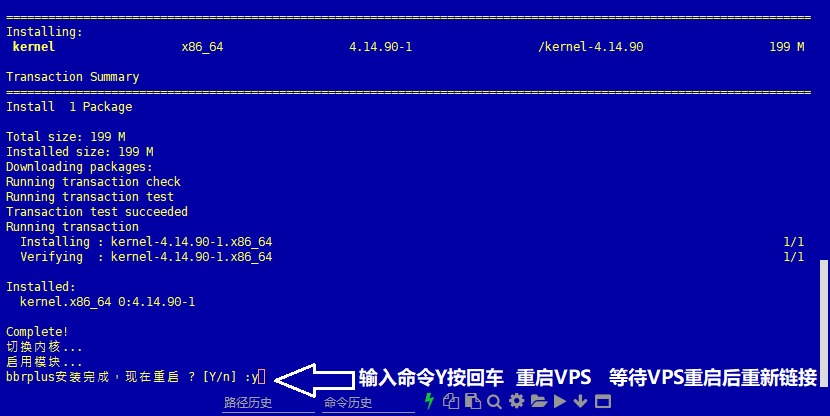 ================================================================================
Installing:
kernel x86_64 4.14.90-1 /kernel-4.14.90 199 M
Transaction Summary
================================================================================
Install 1 Package
Total size: 199 M
Installed size: 199 M
Downloading packages:
Running transaction check
Running transaction test
Transaction test succeeded
Running transaction
Installing : kernel-4.14.90-1.x86_64 1/1
Verifying : kernel-4.14.90-1.x86_64 1/1
Installed:
kernel.x86_64 0:4.14.90-1
Complete!
切换内核...
启用模块...
bbrplus安装完成，现在重启 ? [Y/n] :y 输入命令Y按回车 重启VPS 等待VPS重启后重新链接
路径历史 命令历史